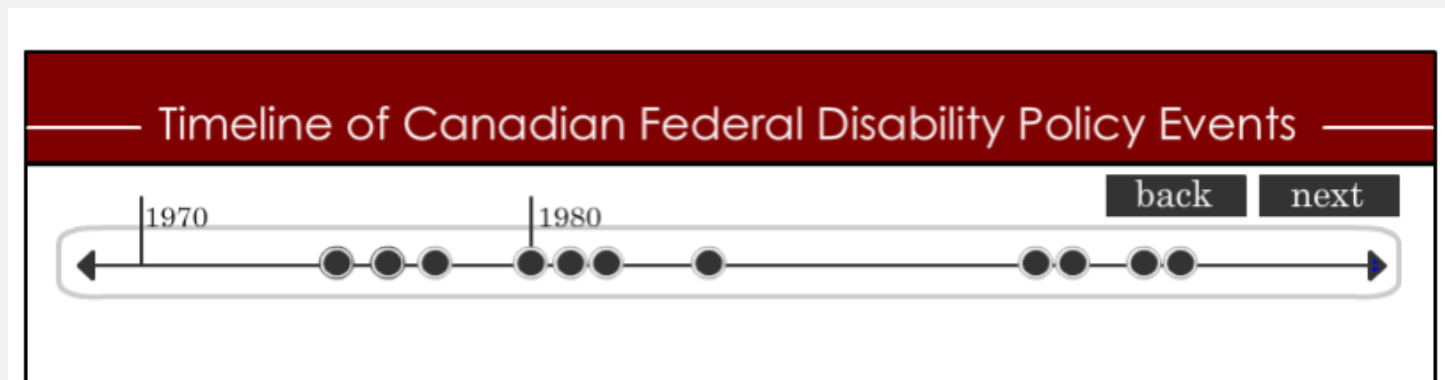 Timeline of Canadian Federal Disability Policy Events
back next
1970 1980